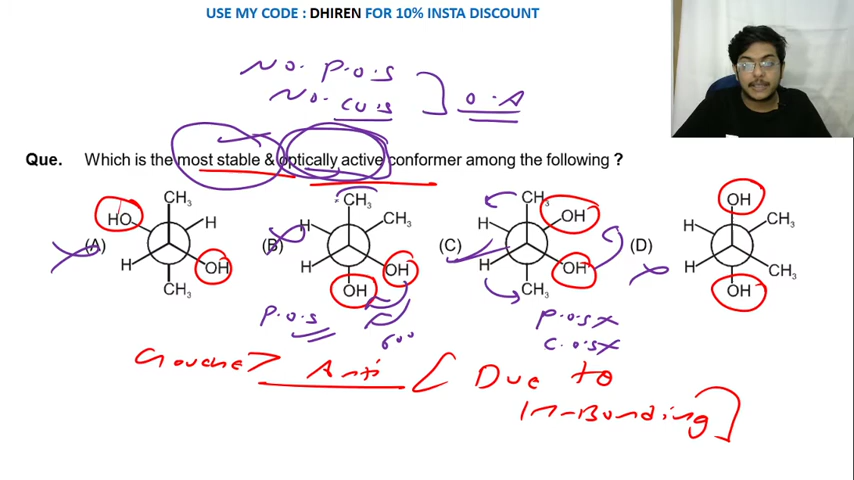 USE MY CODE : DHIREN FOR 10% INSTA DISCOUNT
No. P.O.S
No. C.O.S ] O.A
Que. Which is the most stable & optically active conformer among the following ?
(A) CH3 HO H H OH CH3
(B) CH3 H CH3 H OH OH
(C) CH3 H OH H OH CH3
(D) OH H CH3 H CH3 OH
P.O.S
60°
P.O.S x
C.O.S x
Gauche > Anti [ Due to
H-Bonding ]